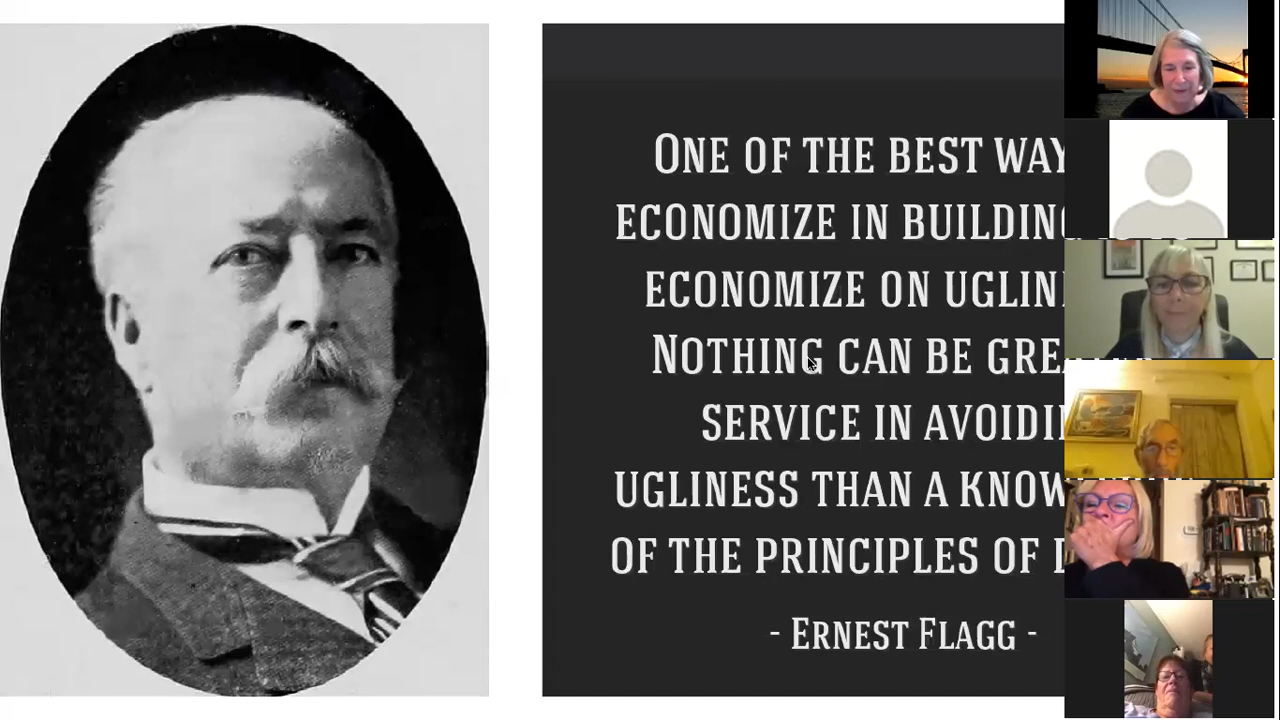 ONE OF THE BEST WAY
ECONOMIZE IN BUILDING
ECONOMIZE ON UGLIN
NOTHING CAN BE GRE
SERVICE IN AVOIDI
UGLINESS THAN A KNOW
OF THE PRINCIPLES OF
- ERNEST FLAGG -